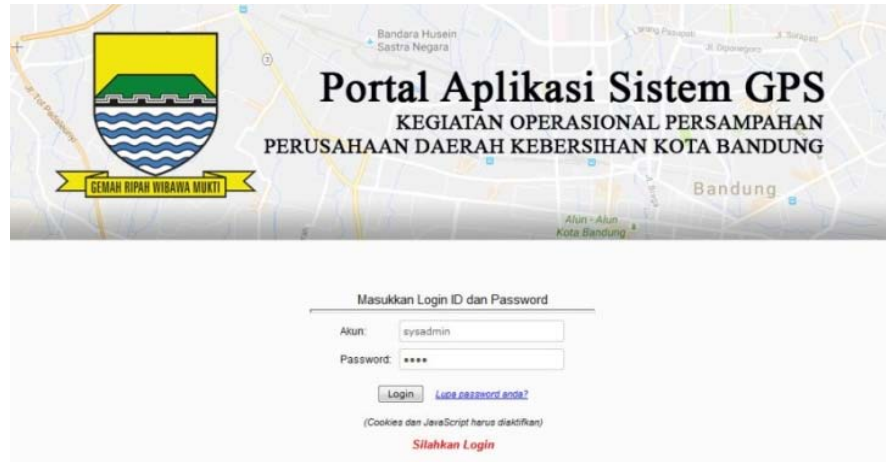 Bandara Husein
Sastra Negara
Jl. Diponegoro
Portal Aplikasi Sistem GPS
KEGIATAN OPERASIONAL PERSAMPAHAN
PERUSAHAAN DAERAH KEBERSIHAN KOTA BANDUNG
GEMAH RIPAH WIBAWA MUKTI
Bandung
Alun - Alun
Kota Bandung
Masukkan Login ID dan Password
Akun: sysadmin
Password: ••••
Login Lupa password anda?
(Cookies dan JavaScript harus diaktifkan)
Silahkan Login